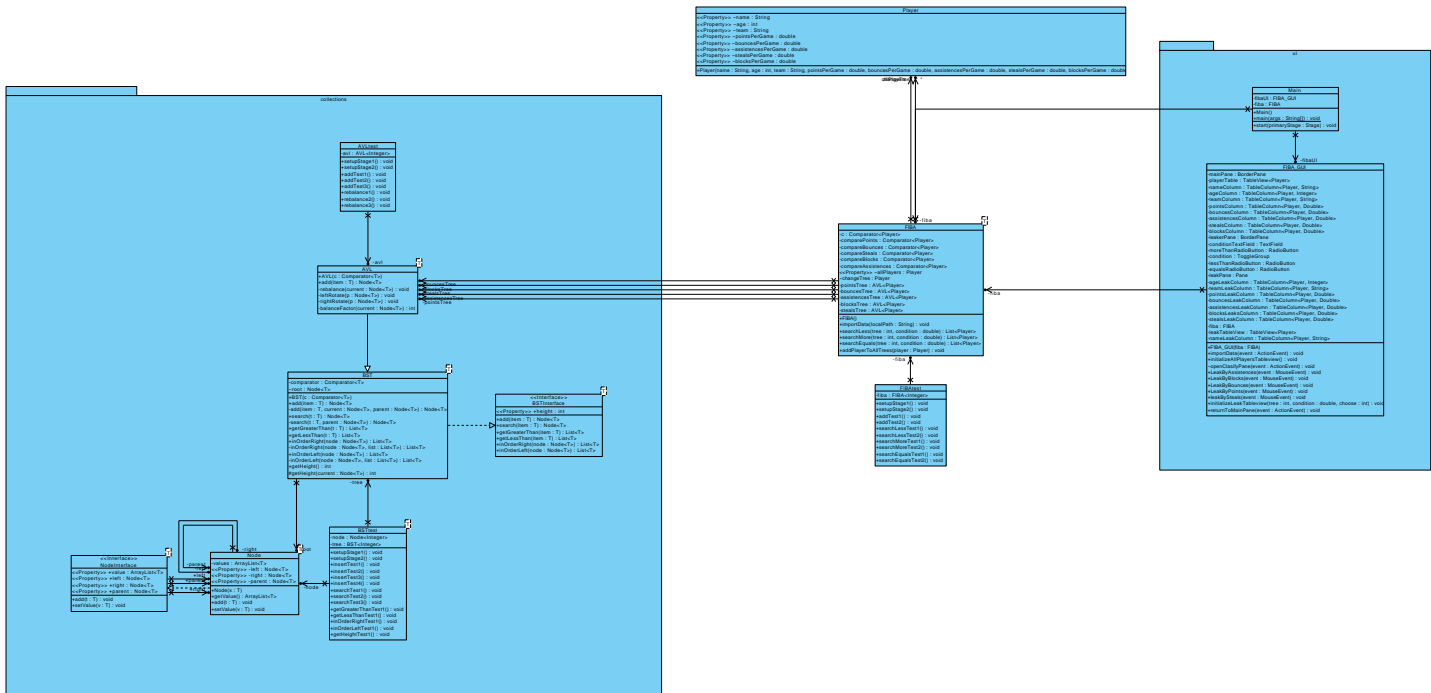 Player
<<Property>> -name : String
<<Property>> -age : int
<<Property>> -team : String
<<Property>> -pointsPerGame : double
<<Property>> -bouncesPerGame : double
<<Property>> -assistencesPerGame : double
<<Property>> -stealsPerGame : double
<<Property>> -blocksPerGame : double
+Player(name : String, age : int, team : String, pointsPerGame : double, bouncesPerGame : double, assistencesPerGame : double, stealsPerGame : double, blocksPerGame : double
ui
Main
-fibaUi : FIBA_GUI
-fiba : FIBA
+Main()
+main(args : String[]) : void
+start(primaryStage : Stage) : void
-fibaUi
FIBA_GUI
-mainPane : BorderPane
-playerTable : TableView<Player>
-nameColumn : TableColumn<Player, String>
-ageColumn : TableColumn<Player, Integer>
-teamColumn : TableColumn<Player, String>
-pointsColumn : TableColumn<Player, Double>
-bouncesColumn : TableColumn<Player, Double>
-assistencesColumn : TableColumn<Player, Double>
-stealsColumn : TableColumn<Player, Double>
-blocksColumn : TableColumn<Player, Double>
-leakerPane : BorderPane
-conditionTextField : TextField
-moreThanRadioButton : RadioButton
-condition : ToggleGroup
-lessThanRadioButton : RadioButton
-equalsRadioButton : RadioButton
-leakPane : Pane
-ageLeakColumn : TableColumn<Player, Integer>
-teamLeakColumn : TableColumn<Player, String>
-pointsLeakColumn : TableColumn<Player, Double>
-bouncesLeakColumn : TableColumn<Player, Double>
-assistencesLeakColumn : TableColumn<Player, Double>
-blocksLeaksColumn : TableColumn<Player, Double>
-stealsLeakColumn : TableColumn<Player, Double>
-fiba : FIBA
-leakTableView : TableView<Player>
-nameLeakColumn : TableColumn<Player, String>
+FIBA_GUI(fiba : FIBA)
+importData(event : ActionEvent) : void
+initializeAllPlayersTableview() : void
-openClasifyPane(event : ActionEvent) : void
+LeakByAssistences(event : MouseEvent) : void
+LeakByBlocks(event : MouseEvent) : void
+LeakByBounces(event : MouseEvent) : void
+LeakByPoints(event : MouseEvent) : void
+leakBySteals(event : MouseEvent) : void
+initializeLeakTableview(tree : int, condition : double, choose : int) : void
+returnToMainPane(event : ActionEvent) : void
-fiba
FIBA
-c : Comparator<Player>
-comparePoints : Comparator<Player>
-compareBounces : Comparator<Player>
-compareSteals : Comparator<Player>
-compareBlocks : Comparator<Player>
-compareAssistences : Comparator<Player>
<<Property>> -allPlayers : Player
-changeTree : Player
-pointsTree : AVL<Player>
-bouncesTree : AVL<Player>
-assistencesTree : AVL<Player>
-blocksTree : AVL<Player>
-stealsTree : AVL<Player>
+FIBA()
+importData(localPath : String) : void
+searchLess(tree : int, condition : double) : List<Player>
+searchMore(tree : int, condition : double) : List<Player>
+searchEquals(tree : int, condition : double) : List<Player>
+addPlayerToAllTrees(player : Player) : void
-fiba
-fiba
FIBAtest
-fiba : FIBA<Integer>
+setupStage1() : void
+setupStage2() : void
+addTest1() : void
+addTest2() : void
+searchLessTest1() : void
+searchLessTest2() : void
+searchMoreTest1() : void
+searchMoreTest2() : void
+searchEqualsTest1() : void
+searchEqualsTest2() : void
collections
AVLtest
-avl : AVL<Integer>
+setupStage1() : void
+setupStage2() : void
+addTest1() : void
+addTest2() : void
+addTest3() : void
+rebalance1() : void
+rebalance2() : void
+rebalance3() : void
-avl
AVL
+AVL(c : Comparator<T>)
+add(item : T) : Node<T>
-rebalance(current : Node<T>) : void
-leftRotate(p : Node<T>) : void
-rightRotate(p : Node<T>) : void
-balanceFactor(current : Node<T>) : int
-pointsTree
BST
-comparator : Comparator<T>
-root : Node<T>
+BST(c : Comparator<T>)
+add(item : T) : Node<T>
-add(item : T, current : Node<T>, parent : Node<T>) : Node<T>
+search(t : T) : Node<T>
-search(t : T, parent : Node<T>) : Node<T>
+getGreaterThan(t : T) : List<T>
+getLessThan(t : T) : List<T>
+inOrderRight(node : Node<T>) : List<T>
-inOrderRight(node : Node<T>, list : List<T>) : List<T>
+inOrderLeft(node : Node<T>) : List<T>
-inOrderLeft(node : Node<T>, list : List<T>) : List<T>
+getHeight() : int
#getHeight(current : Node<T>) : int
-tree
<<Interface>>
BSTInterface
<<Property>> +height : int
+add(item : T) : Node<T>
+search(item : T) : Node<T>
+getGreaterThan(item : T) : List<T>
+getLessThan(item : T) : List<T>
+inOrderRight(node : Node<T>) : List<T>
+inOrderLeft(node : Node<T>) : List<T>
BSTtest
-node : Node<Integer>
-tree : BST<Integer>
+setupStage1() : void
+setupStage2() : void
+insertTest1() : void
+insertTest2() : void
+insertTest3() : void
+insertTest4() : void
+searchTest1() : void
+searchTest2() : void
+searchTest3() : void
+getGreaterThanTest1() : void
+getLessThanTest1() : void
+inOrderRightTest1() : void
+inOrderLeftTest1() : void
+getHeightTest1() : void
-node
-right
Node
-values : ArrayList<T>
<<Property>> -left : Node<T>
<<Property>> -right : Node<T>
<<Property>> -parent : Node<T>
+Node(s : T)
+getValue() : ArrayList<T>
+add(t : T) : void
+setValue(v : T) : void
-parent
<<Interface>>
NodeInterface
<<Property>> +value : ArrayList<T>
<<Property>> +left : Node<T>
<<Property>> +right : Node<T>
<<Property>> +parent : Node<T>
+add(t : T) : void
+setValue(v : T) : void